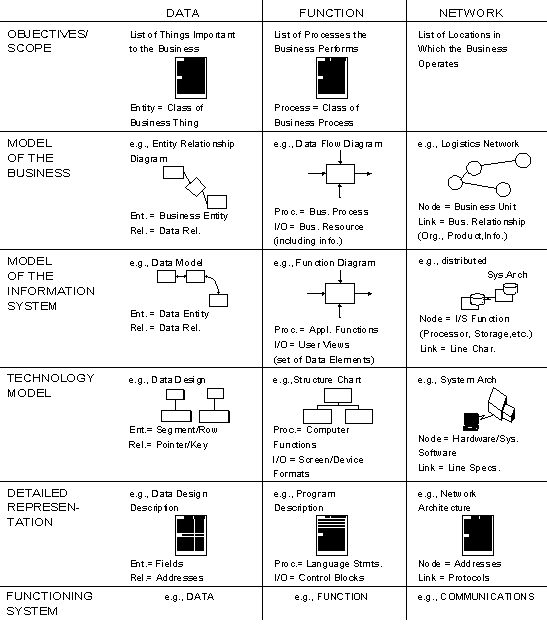 DATA
FUNCTION
NETWORK
OBJECTIVES/
SCOPE
List of Things Important
to the Business
Entity = Class of
Business Thing
List of Processes the
Business Performs
Process = Class of
Business Process
List of Locations in
Which the Business
Operates
MODEL
OF THE
BUSINESS
e.g., Entity Relationship
Diagram
Ent. = Business Entity
Rel. = Data Rel.
e.g., Data Flow Diagram
Proc. = Bus. Process
I/O = Bus. Resource
(including info.)
e.g., Logistics Network
Node = Business Unit
Link = Bus. Relationship
(Org., Product,Info.)
MODEL
OF THE
INFORMATION
SYSTEM
e.g., Data Model
Ent. = Data Entity
Rel. = Data Rel.
e.g., Function Diagram
Proc. = Appl. Functions
I/O = User Views
(set of Data Elements)
e.g., distributed
Sys.Arch
Node = I/S Function
(Processor, Storage,etc.)
Link = Line Char.
TECHNOLOGY
MODEL
e.g., Data Design
Ent.= Segment/Row
Rel.= Pointer/Key
e.g.,Structure Chart
Proc.= Computer
Functions
I/O = Screen/Device
Formats
e.g., System Arch
Node = Hardware/Sys.
Software
Link = Line Specs.
DETAILED
REPRESEN-
TATION
e.g., Data Design
Description
Ent.= Fields
Rel = Addresses
e.g., Program
Description
Proc.= Language Stmts.
I/O = Control Blocks
e.g., Network
Architecture
Node = Addresses
Link = Protocols
FUNCTIONING
SYSTEM
e.g., DATA
e.g., FUNCTION
e.g., COMMUNICATIONS